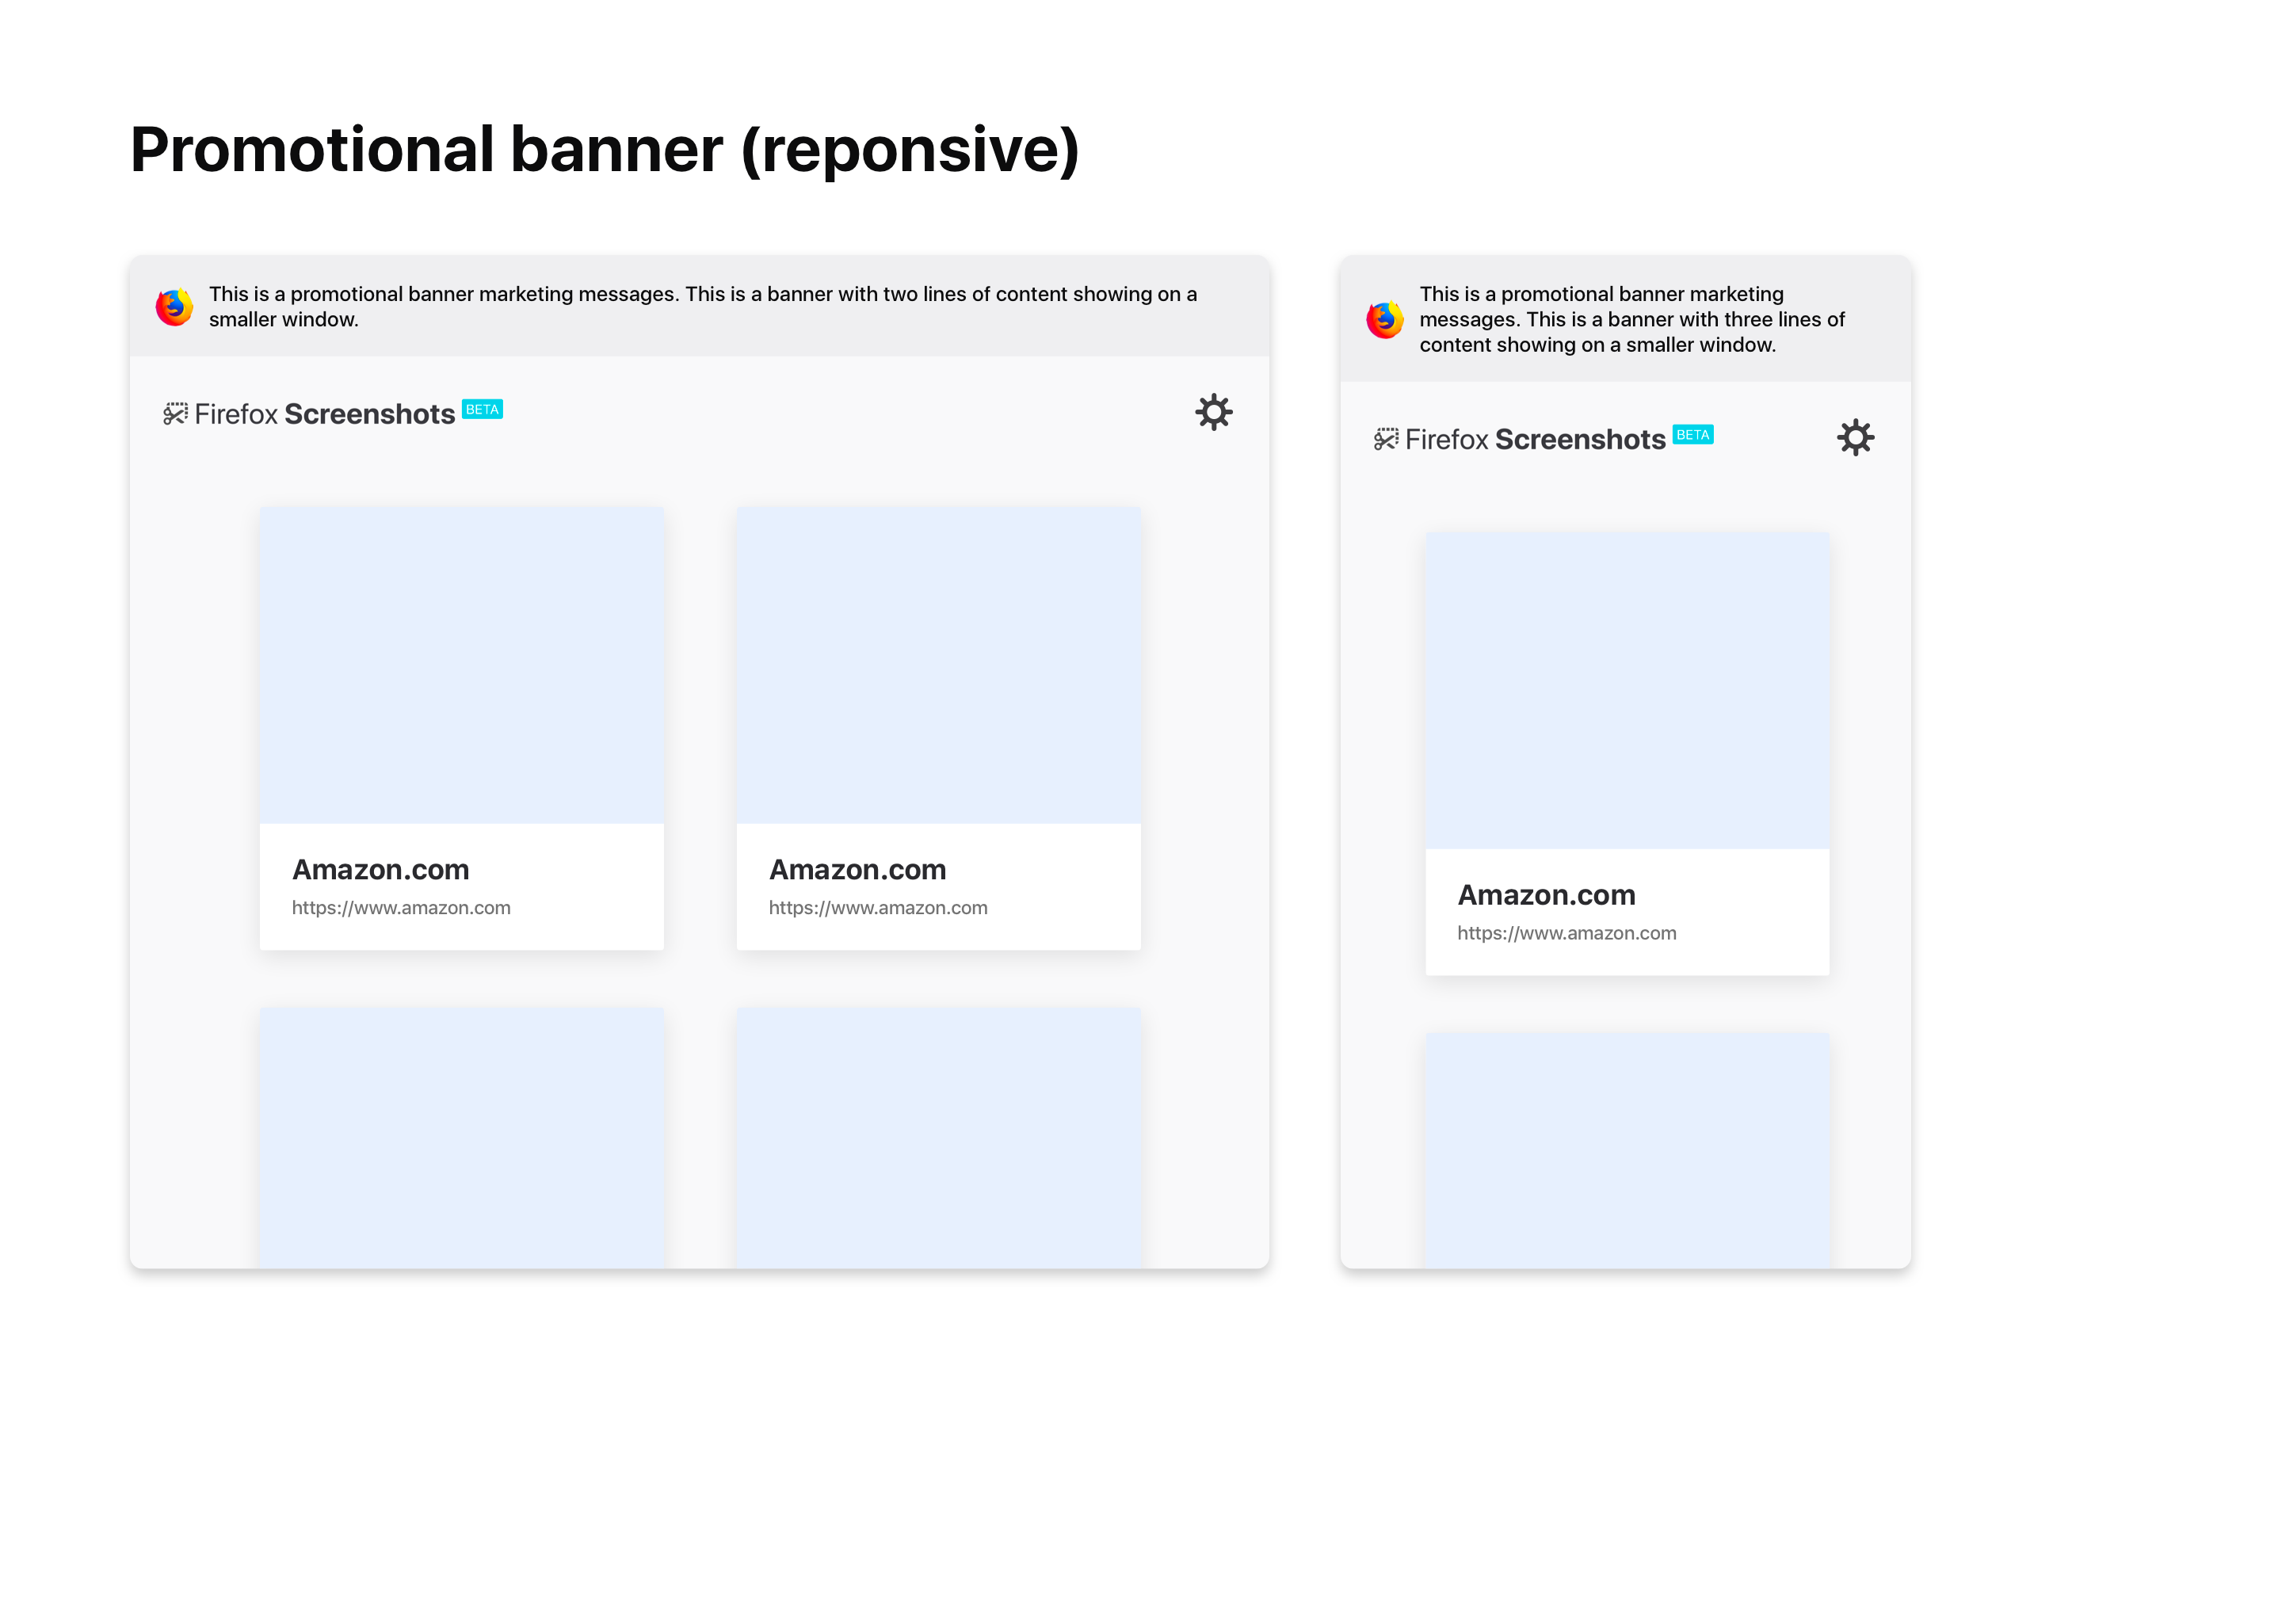 Promotional banner (reponsive)
This is a promotional banner marketing messages. This is a banner with two lines of content showing on a
smaller window.
Firefox Screenshots BETA
Amazon.com
https://www.amazon.com
Amazon.com
https://www.amazon.com
This is a promotional banner marketing
messages. This is a banner with three lines of
content showing on a smaller window.
Firefox Screenshots BETA
Amazon.com
https://www.amazon.com